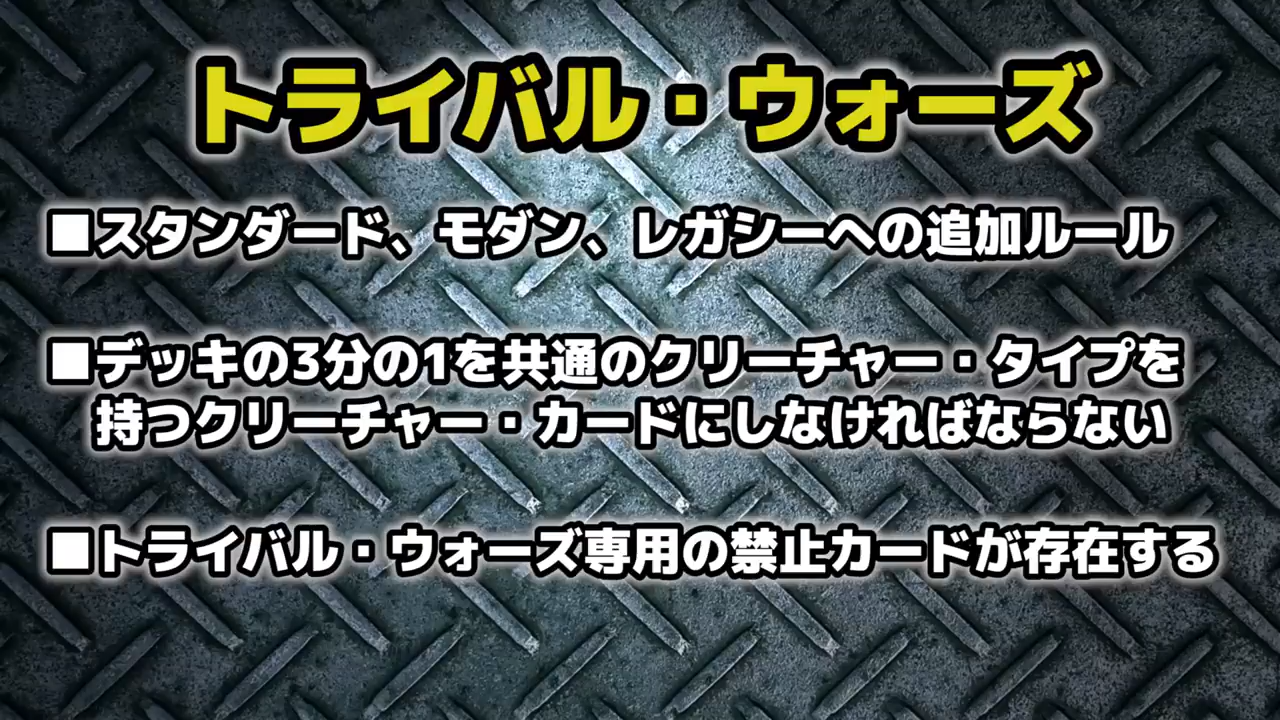 トライバル・ウォーズ
■スタンダード、モダン、レガシーへの追加ルール
■デッキの3分の1を共通のクリーチャー・タイプを
持つクリーチャー・カードにしなければならない
■トライバル・ウォーズ専用の禁止カードが存在する